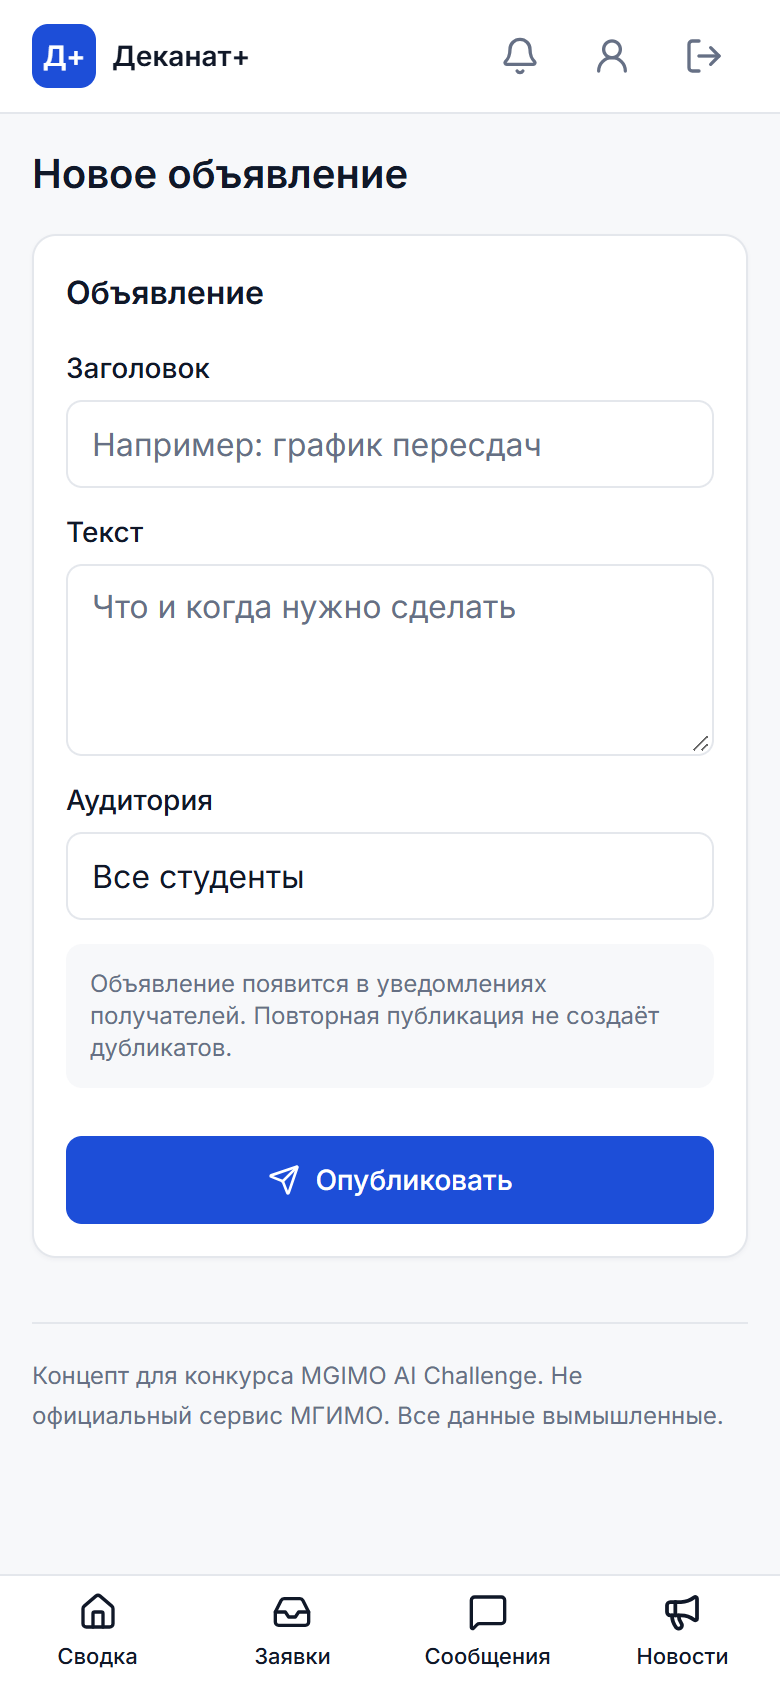 Д+ Деканат+
Новое объявление
Объявление
Заголовок
Например: график пересдач
Текст
Что и когда нужно сделать
Аудитория
Все студенты
Объявление появится в уведомлениях
получателей. Повторная публикация не создаёт
дубликатов.
Опубликовать
Концепт для конкурса MGIMO AI Challenge. Не
официальный сервис МГИМО. Все данные вымышленные.
Сводка Заявки Сообщения Новости